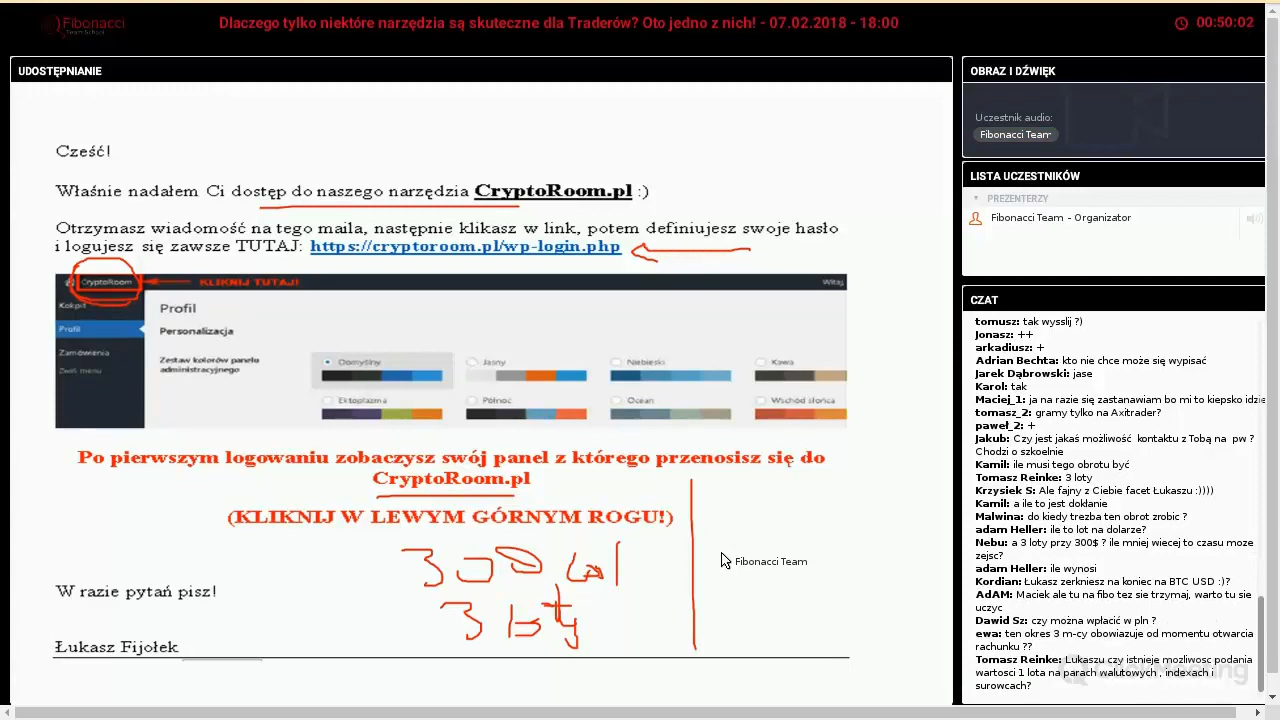 Fibonacci
Team School
Dlaczego tylko niektóre narzędzia są skuteczne dla Traderów? Oto jedno z nich! - 07.02.2018 - 18:00
00:50:02
UDOSTĘPNIANIE
Cześć!
Właśnie nadałem Ci dostęp do naszego narzędzia CryptoRoom.pl :)
Otrzymasz wiadomość na tego maila, następnie klikasz w link, potem definiujesz swoje hasło
i logujesz się zawsze TUTAJ: https://cryptoroom.pl/wp-login.php
CryptoRoom KLIKNIJ TUTAJ! Witaj
Kokpit
Profil
Zamówienia
Zwiń menu
Profil
Personalizacja
Zestaw kolorów panelu
administracyjnego
Domyślny Jasny Niebieski Kawa
Ektoplazma Północ Ocean Wschód słońca
Po pierwszym logowaniu zobaczysz swój panel z którego przenosisz się do
CryptoRoom.pl
(KLIKNIJ W LEWYM GÓRNYM ROGU!)
300
3 loty
Fibonacci Team
W razie pytań pisz!
Łukasz Fijołek
OBRAZ I DŹWIĘK
Uczestnik audio:
Fibonacci Team
LISTA UCZESTNIKÓW
PREZENTERZY
Fibonacci Team - Organizator
CZAT
tomusz: tak wysslij ?)
Jonasz: ++
arkadiusz: +
Adrian Bechta: kto nie chce może się wypisać
Jarek Dąbrowski: jase
Karol: tak
Maciej_1: ja na razie się zastanawiam bo mi to kiepsko idzie
tomasz_2: gramy tylko na Axitrader?
paweł_2: +
Jakub: Czy jest jakaś możliwość kontaktu z Tobą na pw ?
Chodzi o szkoelnie
Kamil: ile musi tego obrotu być
Tomasz Reinke: 3 loty
Krzysiek S: Ale fajny z Ciebie facet Łukaszu :))))
Kamil: a ile to jest dokłanie
Malwina: do kiedy trezba ten obrot zrobic ?
adam Heller: ile to lot na dolarze?
Nebu: a 3 loty przy 300$ ? ile mniej wiecej to czasu moze
zejsc?
adam Heller: ile wynosi
Kordian: Łukasz zerkniesz na koniec na BTC USD :)?
AdAM: Maciek ale tu na fibo tez sie trzymaj, warto tu sie
uczyc
Dawid Sz: czy można wpłacić w pln ?
ewa: ten okres 3 m-cy obowiazuje od momentu otwarcia
rachunku ??
Tomasz Reinke: Lukaszu czy istnieje mozliwosc podania
wartosci 1 lota na parach walutowych , indexach i
surowcach?